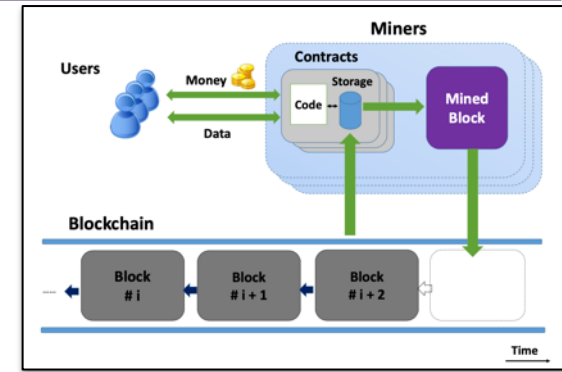 Miners
Contracts
Users
Money
Storage
Code
Mined
Block
Data
Blockchain
Block
# i
Block
# i + 1
Block
# i + 2
.....
Time